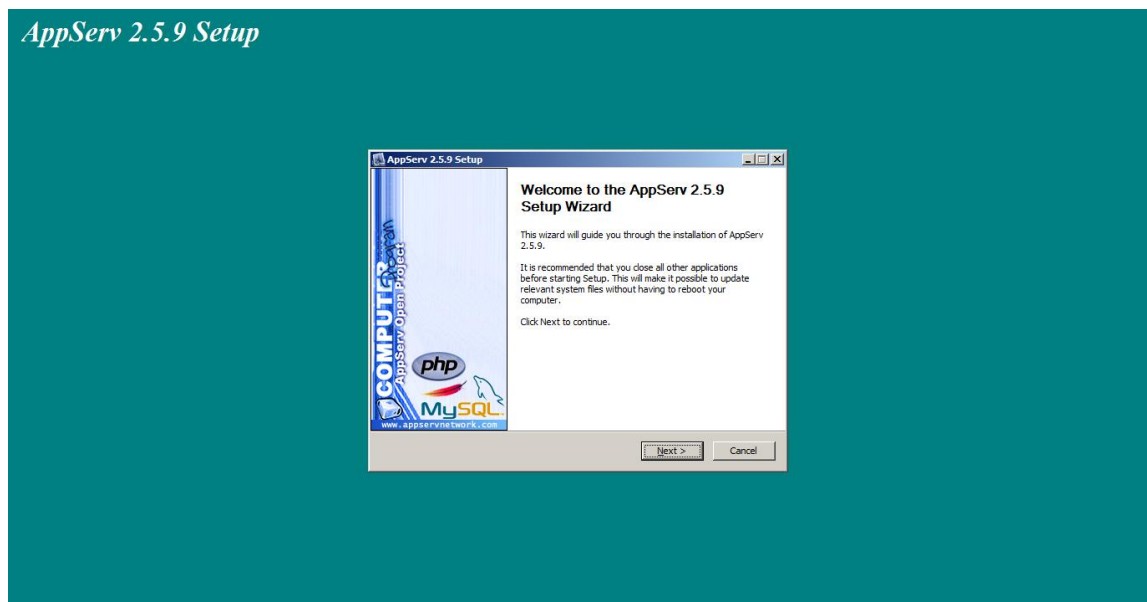 AppServ 2.5.9 Setup
AppServ 2.5.9 Setup
Welcome to the AppServ 2.5.9
Setup Wizard
This wizard will guide you through the installation of AppServ
2.5.9.
It is recommended that you close all other applications
before starting Setup. This will make it possible to update
relevant system files without having to reboot your
computer.
Click Next to continue.
COMPUTER
Program
AppServ Open Project
php
MySQL
www.appservnetwork.com
Next >
Cancel